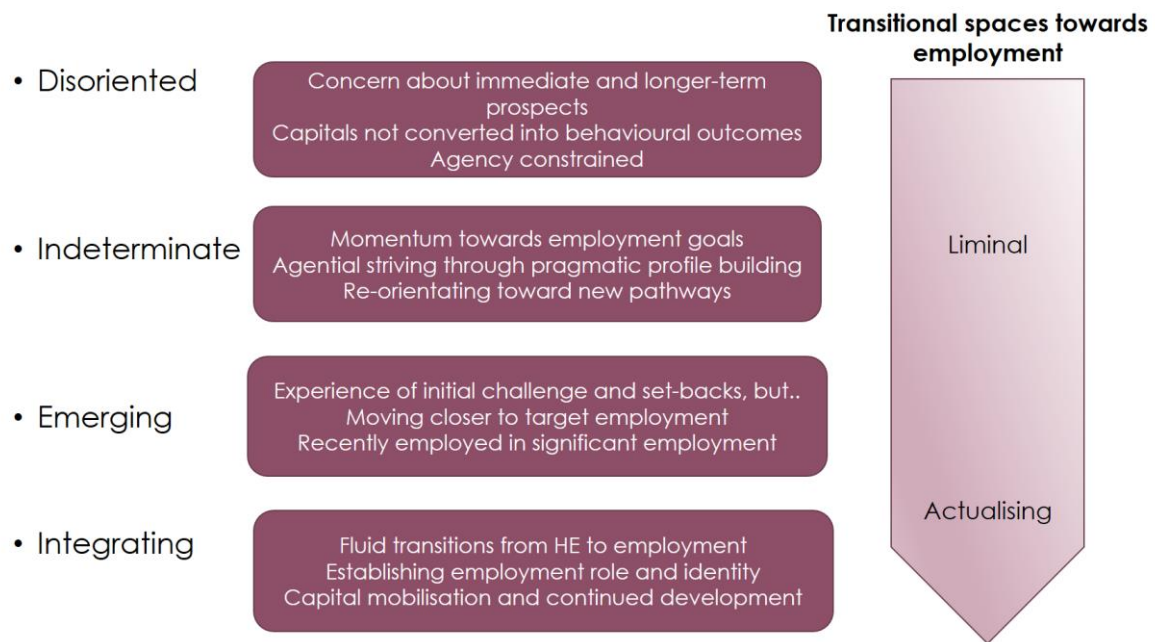 Transitional spaces towards
employment
• Disoriented
Concern about immediate and longer-term
prospects
Capitals not converted into behavioural outcomes
Agency constrained
• Indeterminate
Momentum towards employment goals
Agential striving through pragmatic profile building
Re-orientating toward new pathways
Liminal
• Emerging
Experience of initial challenge and set-backs, but..
Moving closer to target employment
Recently employed in significant employment
Actualising
• Integrating
Fluid transitions from HE to employment
Establishing employment role and identity
Capital mobilisation and continued development